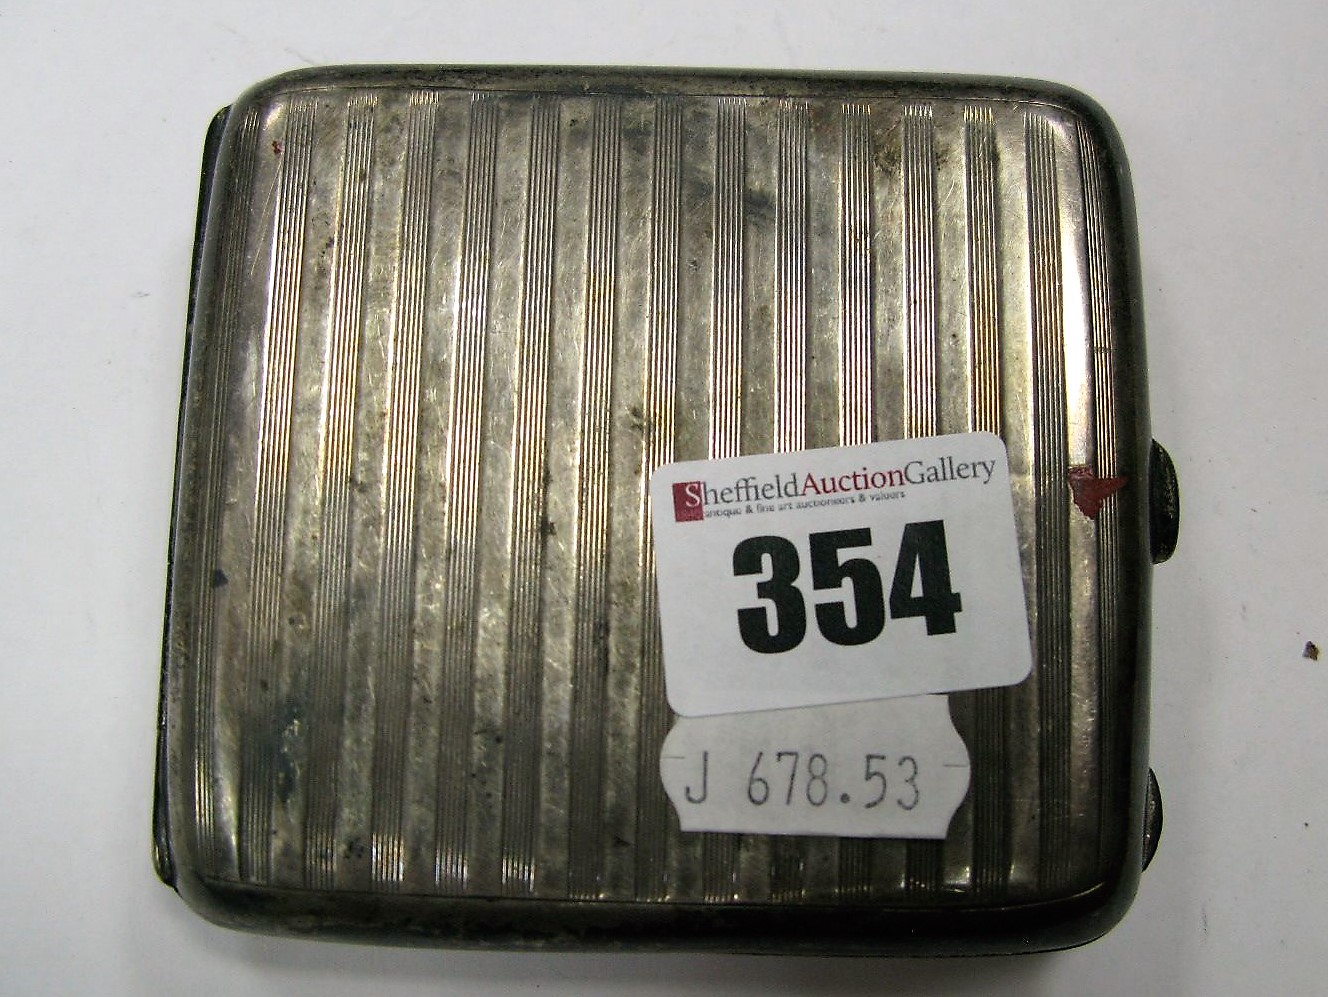 SheffieldAuctionGallery
antique & fine art auctioneers & valuers
354
J 678.53